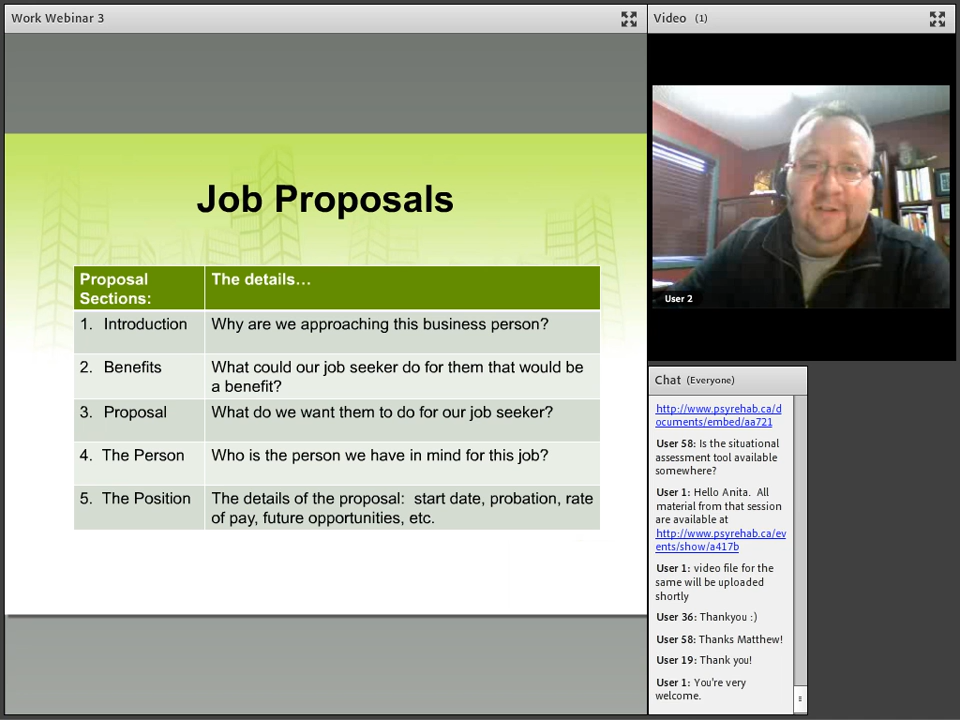 Work Webinar 3
Job Proposals
Proposal
Sections:
The details…
1. Introduction
Why are we approaching this business person?
2. Benefits
What could our job seeker do for them that would be
a benefit?
3. Proposal
What do we want them to do for our job seeker?
4. The Person
Who is the person we have in mind for this job?
5. The Position
The details of the proposal: start date, probation, rate
of pay, future opportunities, etc.
Video (1)
User 2
Chat (Everyone)
http://www.psyrehab.ca/d
ocuments/embed/aa721
User 58: Is the situational
assessment tool available
somewhere?
User 1: Hello Anita. All
material from that session
are available at
http://www.psyrehab.ca/ev
ents/show/a417b
User 1: video file for the
same will be uploaded
shortly
User 36: Thankyou :)
User 58: Thanks Matthew!
User 19: Thank you!
User 1: You're very
welcome.